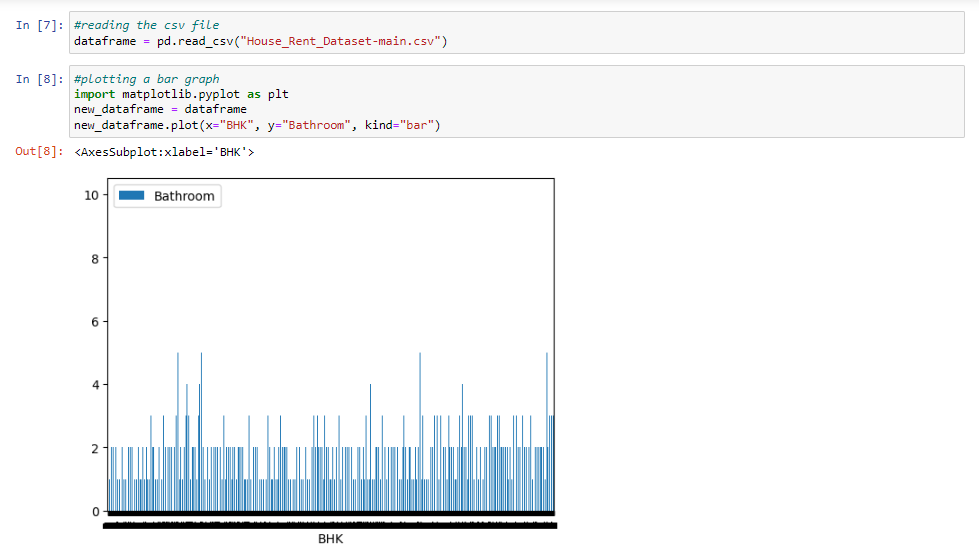 In [7]: #reading the csv file
dataframe = pd.read_csv("House_Rent_Dataset-main.csv")
In [8]: #plotting a bar graph
import matplotlib.pyplot as plt
new_dataframe = dataframe
new_dataframe.plot(x="BHK", y="Bathroom", kind="bar")
Out[8]: <AxesSubplot:xlabel='BHK'>
Bathroom
10
8
6
4
2
0
BHK